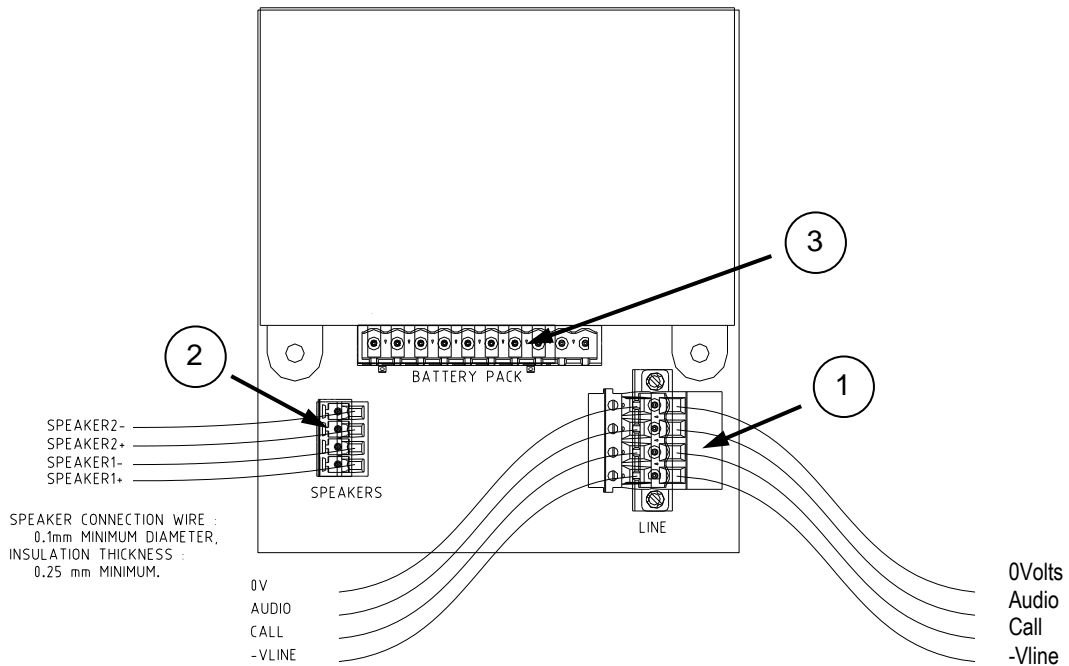 3
BATTERY PACK
2
1
SPEAKER2-
SPEAKER2+
SPEAKER1-
SPEAKER1+
SPEAKERS
LINE
SPEAKER CONNECTION WIRE :
0.1mm MINIMUM DIAMETER,
INSULATION THICKNESS :
0.25 mm MINIMUM.
0V
AUDIO
CALL
-VLINE
0Volts
Audio
Call
-Vline